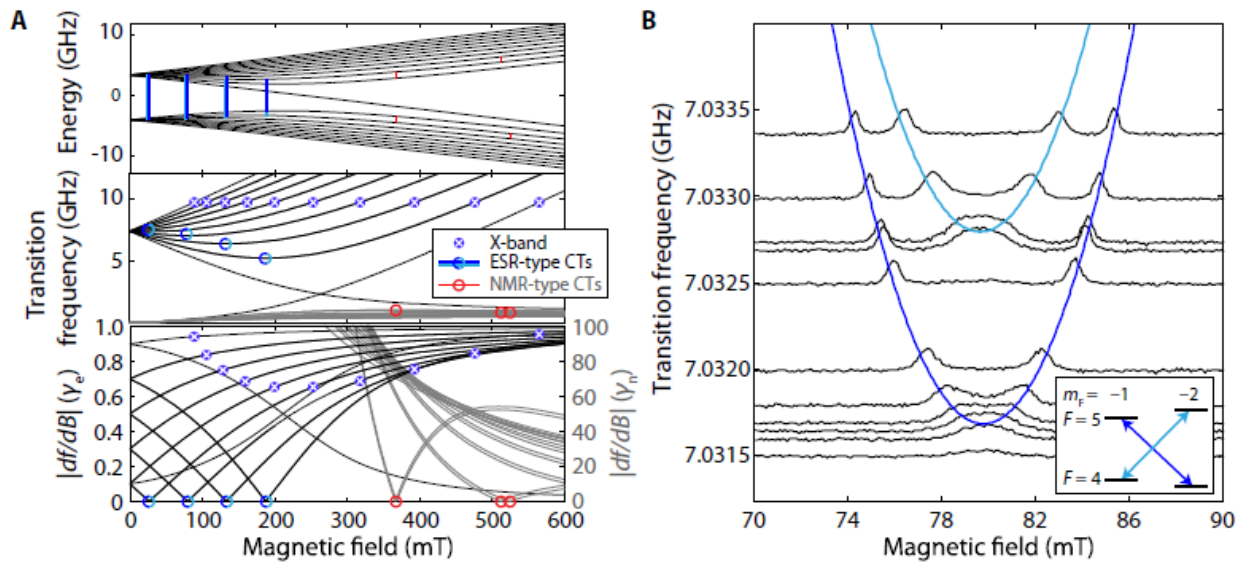 A
Energy (GHz)
10
0
-10
Transition
frequency (GHz)
10
5
X-band
ESR-type CTs
NMR-type CTs
|df/dB| (γe)
1.0
0.8
0.6
0.4
0.2
0
100
80
60
40
20
0
|df/dB| (γn)
0 100 200 300 400 500 600
Magnetic field (mT)
B
Transition frequency (GHz)
7.0335
7.0330
7.0325
7.0320
7.0315
mF = −1 −2
F = 5
F = 4
70 74 78 82 86 90
Magnetic field (mT)